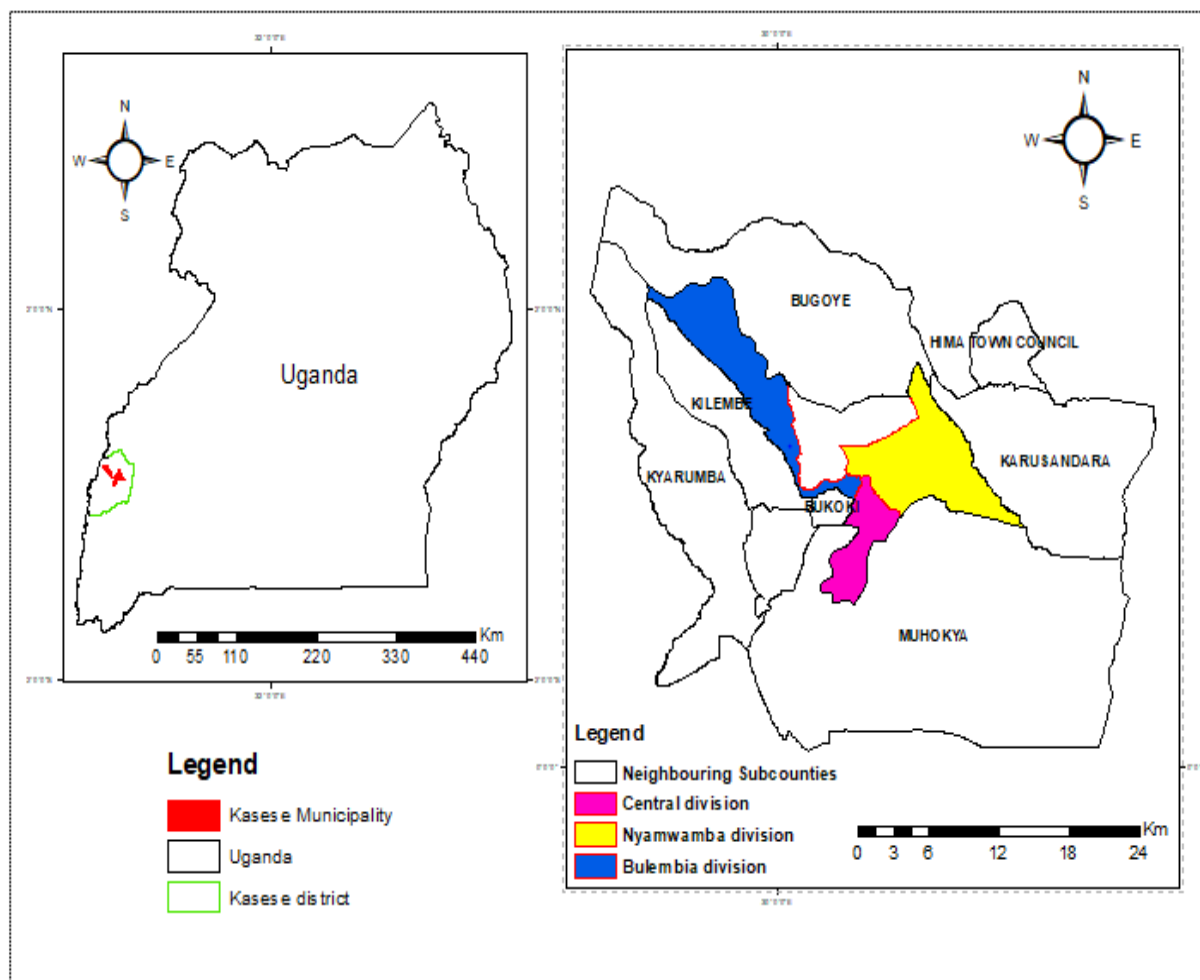 N
W E
S
Uganda
Km
0 55 110 220 330 440
Legend
Kasese Municipality
Uganda
Kasese district
N
W E
S
BUGOYE
HIMA TOWN COUNCIL
KILEMBE
KARUSANDARA
KYARUMBA
BUKOKI
MUHOKYA
Legend
Neighbouring Subcounties
Central division
Nyamwamba division
Bulembia division
Km
0 3 6 12 18 24